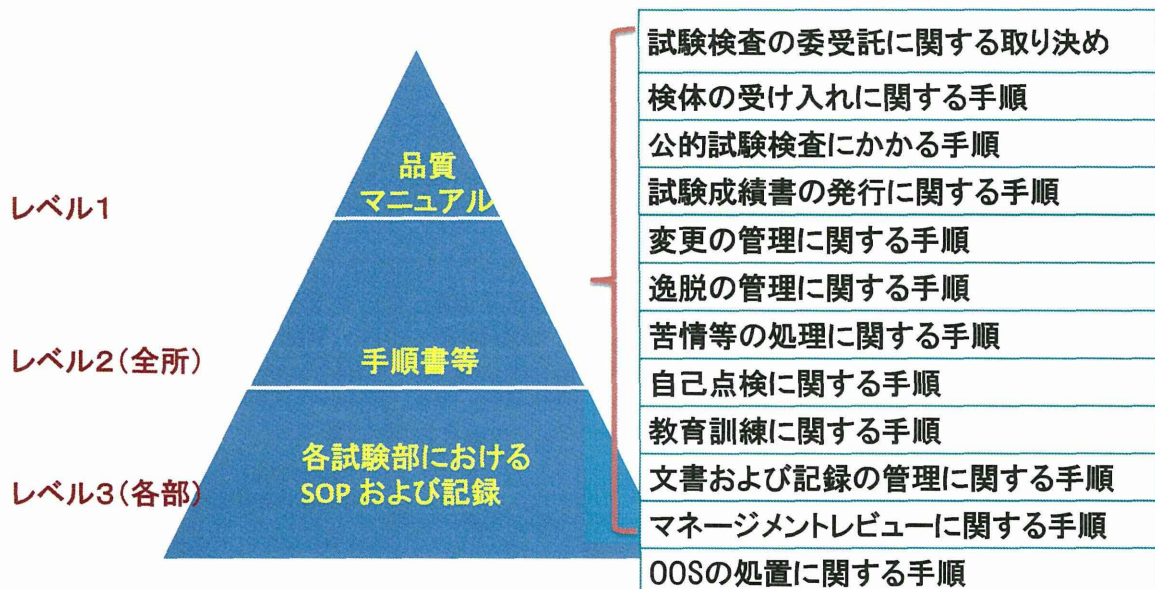 レベル1
品質
マニュアル
レベル2(全所)
手順書等
レベル3(各部)
各試験部における
SOP および記録
試験検査の委受託に関する取り決め
検体の受け入れに関する手順
公的試験検査にかかる手順
試験成績書の発行に関する手順
変更の管理に関する手順
逸脱の管理に関する手順
苦情等の処理に関する手順
自己点検に関する手順
教育訓練に関する手順
文書および記録の管理に関する手順
マネージメントレビューに関する手順
OOSの処置に関する手順